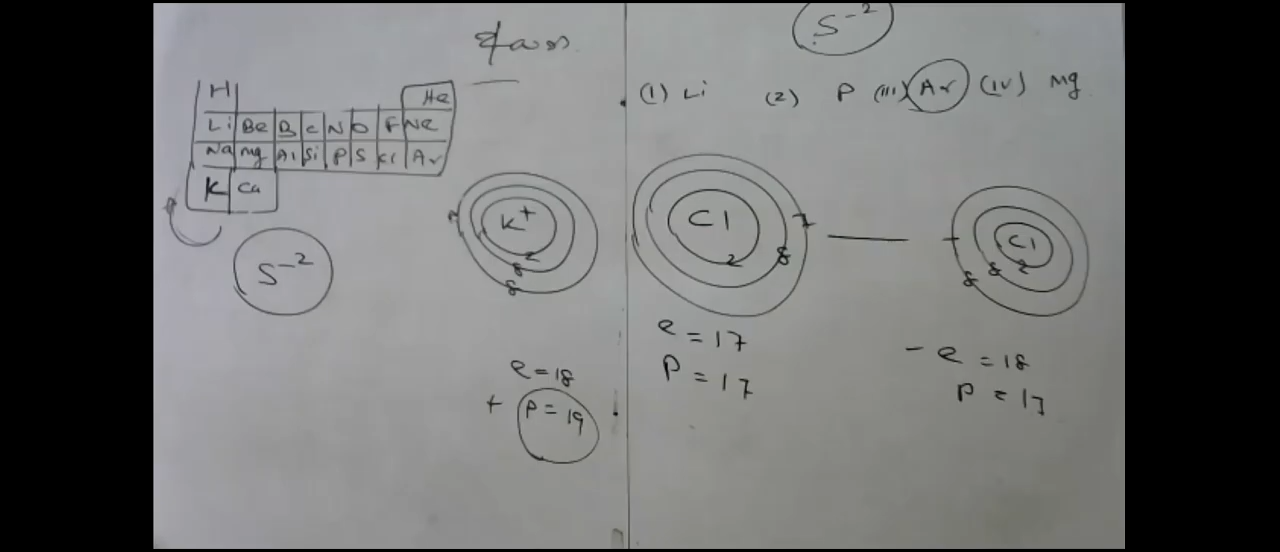 S⁻²
H He
Li Be B C N O F Ne
Na Mg Al Si P S Cl Ar
K Ca
S⁻²
(1) Li (2) P (III) Ar (IV) Mg
K⁺
2
8
8
e = 18
+ P = 19
Cl
2
8
7
e = 17
P = 17
Cl
2
8
8
- e = 18
P = 17